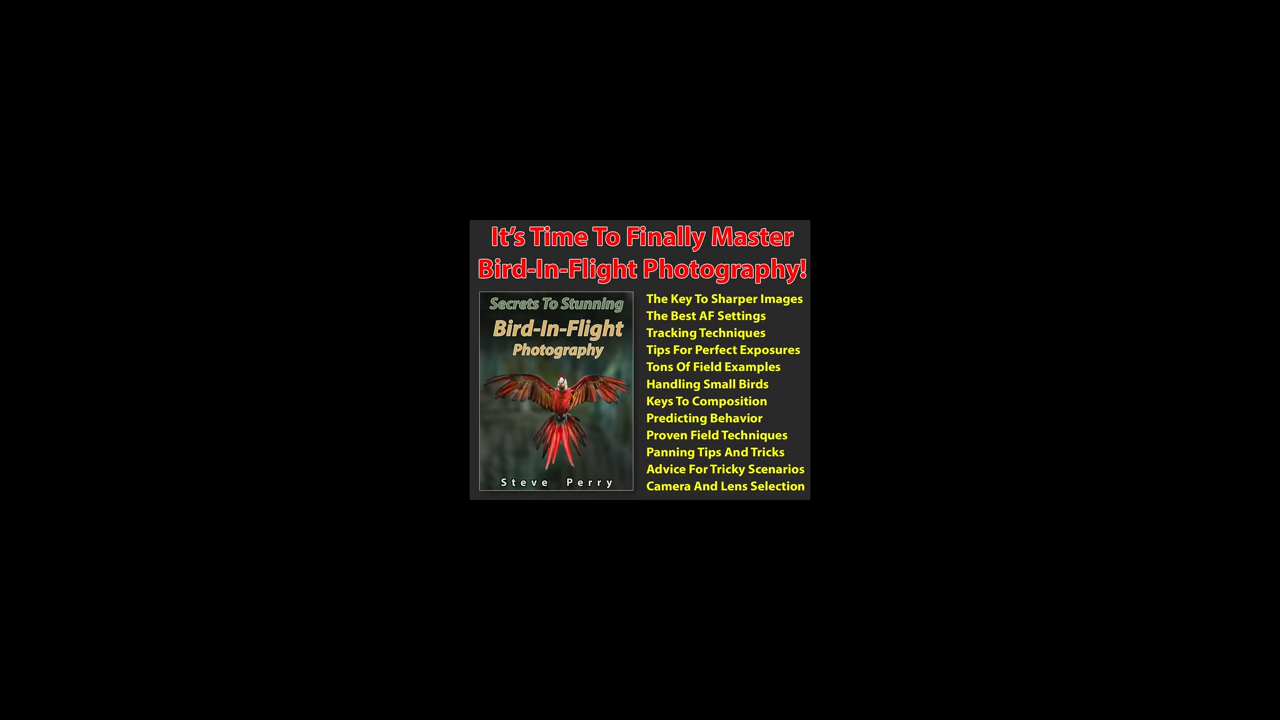 It's Time To Finally Master
Bird-In-Flight Photography!
Secrets To Stunning
Bird-In-Flight
Photography
Steve Perry
The Key To Sharper Images
The Best AF Settings
Tracking Techniques
Tips For Perfect Exposures
Tons Of Field Examples
Handling Small Birds
Keys To Composition
Predicting Behavior
Proven Field Techniques
Panning Tips And Tricks
Advice For Tricky Scenarios
Camera And Lens Selection